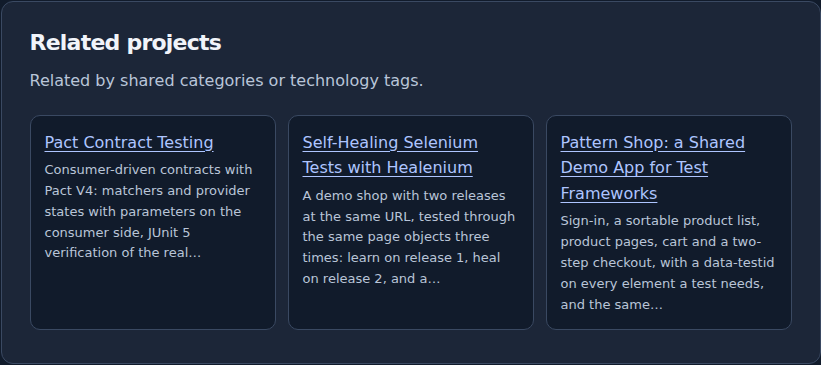 Related projects
Related by shared categories or technology tags.
Pact Contract Testing
Consumer-driven contracts with
Pact V4: matchers and provider
states with parameters on the
consumer side, JUnit 5
verification of the real…
Self-Healing Selenium
Tests with Healenium
A demo shop with two releases
at the same URL, tested through
the same page objects three
times: learn on release 1, heal
on release 2, and a…
Pattern Shop: a Shared
Demo App for Test
Frameworks
Sign-in, a sortable product list,
product pages, cart and a two-
step checkout, with a data-testid
on every element a test needs,
and the same…